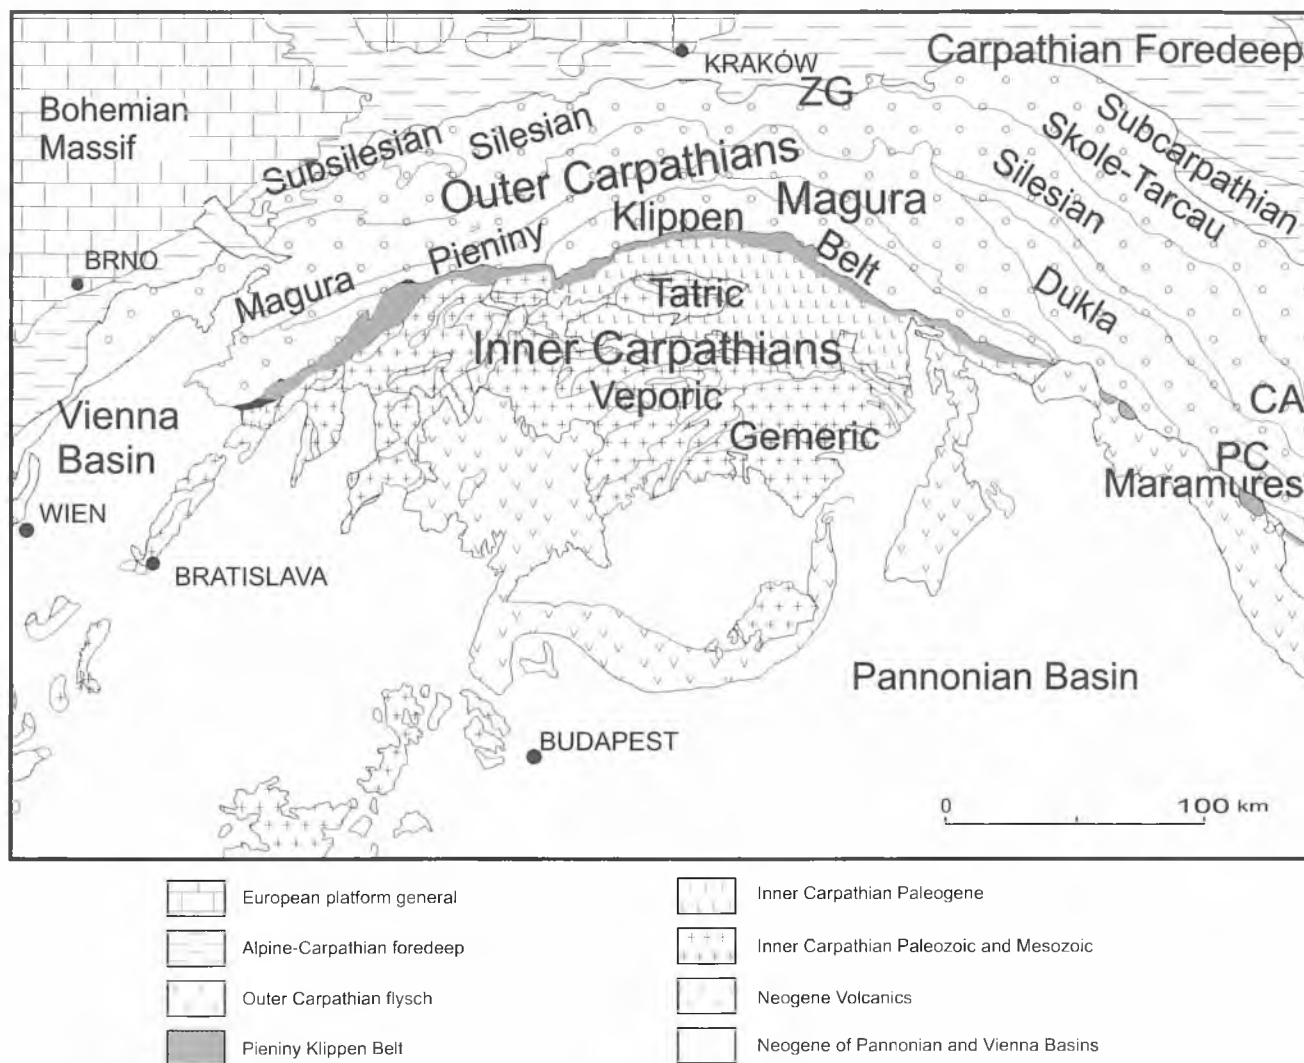 Carpathian Foredeep
KRAKÓW
ZG
Bohemian
Massif
Subsilesian
Silesian
Outer Carpathians
Subcarpathian
Skole-Tarcau
Silesian
Magura
Dukla
BRNO
Magura
Pieniny
Klippen
Belt
Tatric
Inner Carpathians
Veporic
Gemeric
Vienna
Basin
CA
PC
Maramures
WIEN
BRATISLAVA
Pannonian Basin
BUDAPEST
0
100 km
European platform general
Alpine-Carpathian foredeep
Outer Carpathian flysch
Pieniny Klippen Belt
Inner Carpathian Paleogene
Inner Carpathian Paleozoic and Mesozoic
Neogene Volcanics
Neogene of Pannonian and Vienna Basins